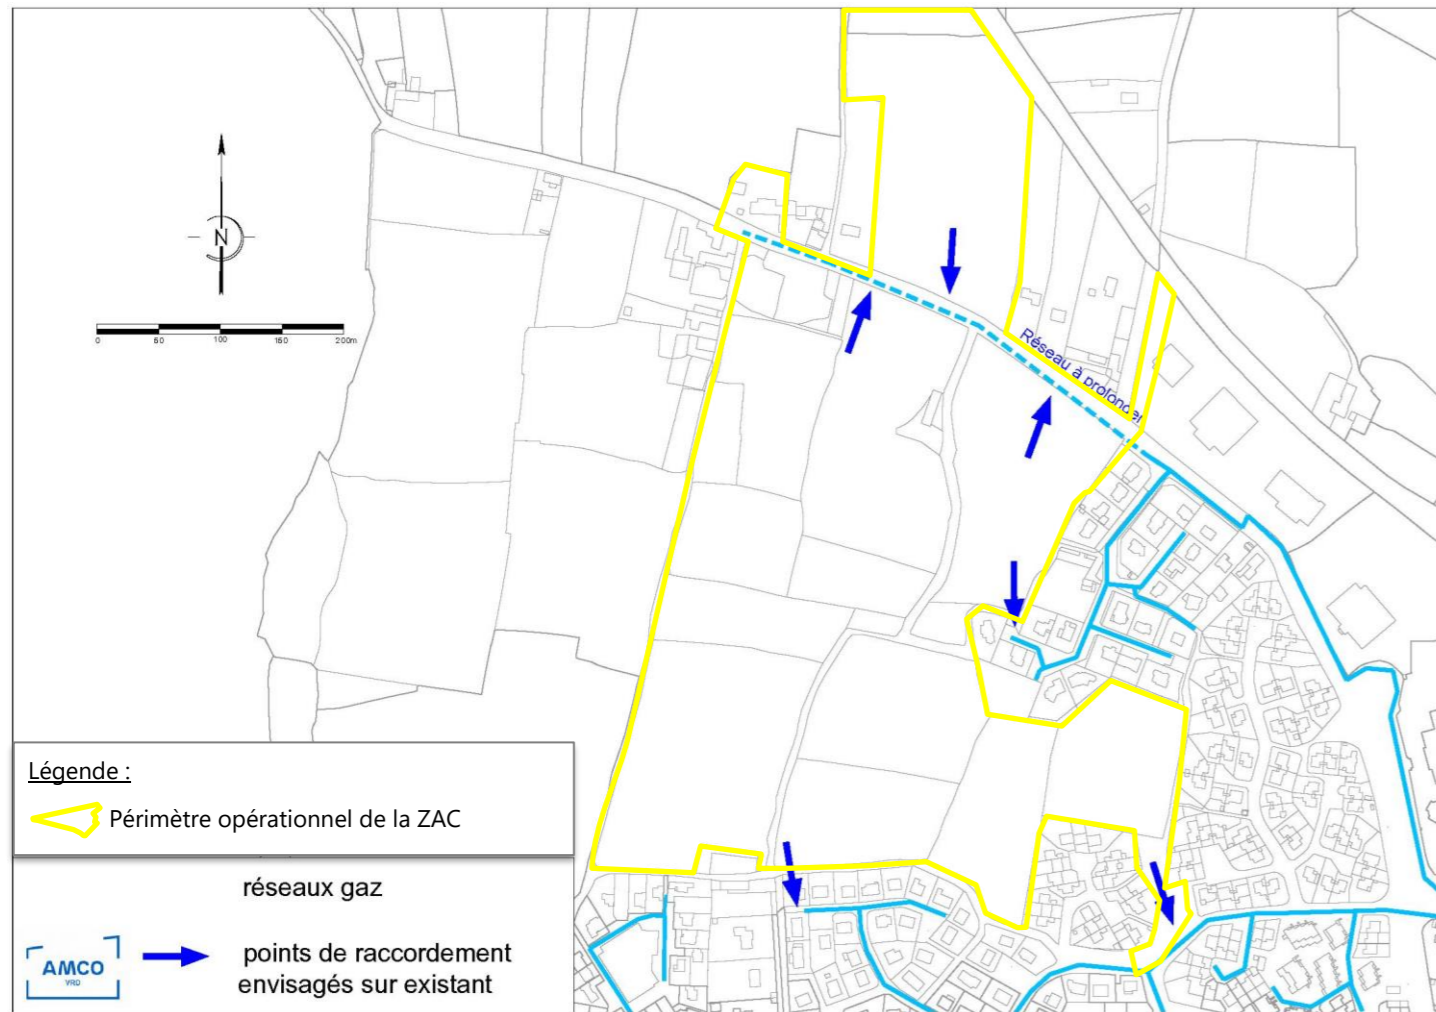 N
0 50 100 150 200m
Réseau à prolonger
Légende :
Périmètre opérationnel de la ZAC
réseaux gaz
AMCO
VRD
points de raccordement
envisagés sur existant